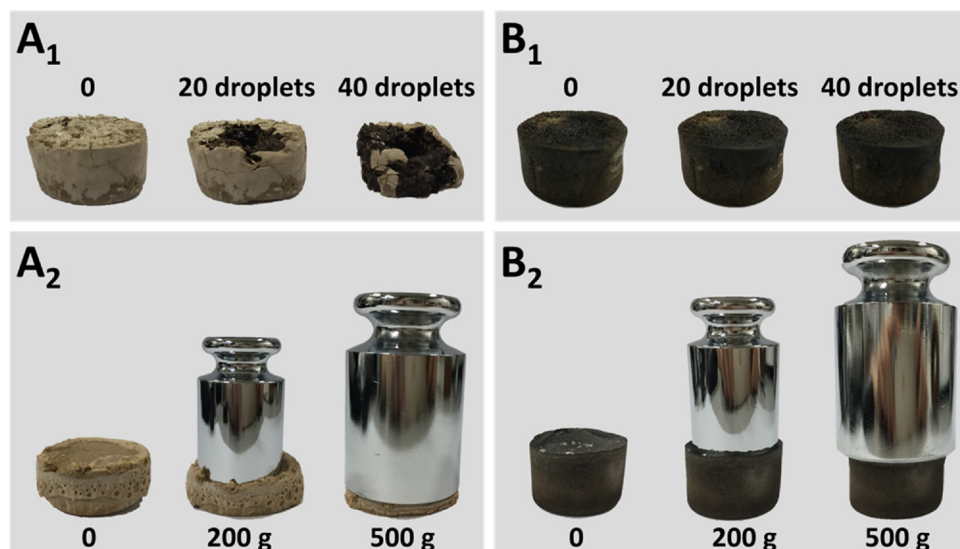 A1
0 20 droplets 40 droplets
B1
0 20 droplets 40 droplets
A2
0 200 g 500 g
B2
0 200 g 500 g